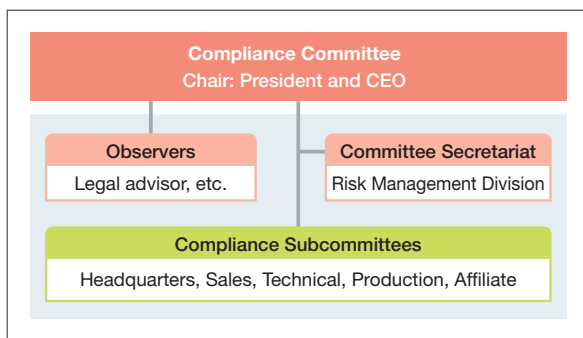 Compliance Committee
Chair: President and CEO
Observers
Legal advisor, etc.
Committee Secretariat
Risk Management Division
Compliance Subcommittees
Headquarters, Sales, Technical, Production, Affiliate